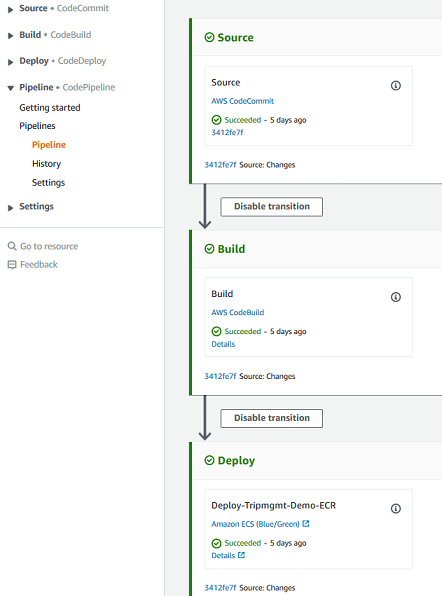 Source • CodeCommit
Build • CodeBuild
Deploy • CodeDeploy
Pipeline • CodePipeline
Getting started
Pipelines
Pipeline
History
Settings
Settings
Go to resource
Feedback
Source
Source
AWS CodeCommit
Succeeded - 5 days ago
3412fe7f
3412fe7f Source: Changes
Disable transition
Build
Build
AWS CodeBuild
Succeeded - 5 days ago
Details
3412fe7f Source: Changes
Disable transition
Deploy
Deploy-Tripmgmt-Demo-ECR
Amazon ECS (Blue/Green)
Succeeded - 5 days ago
Details
3412fe7f Source: Changes